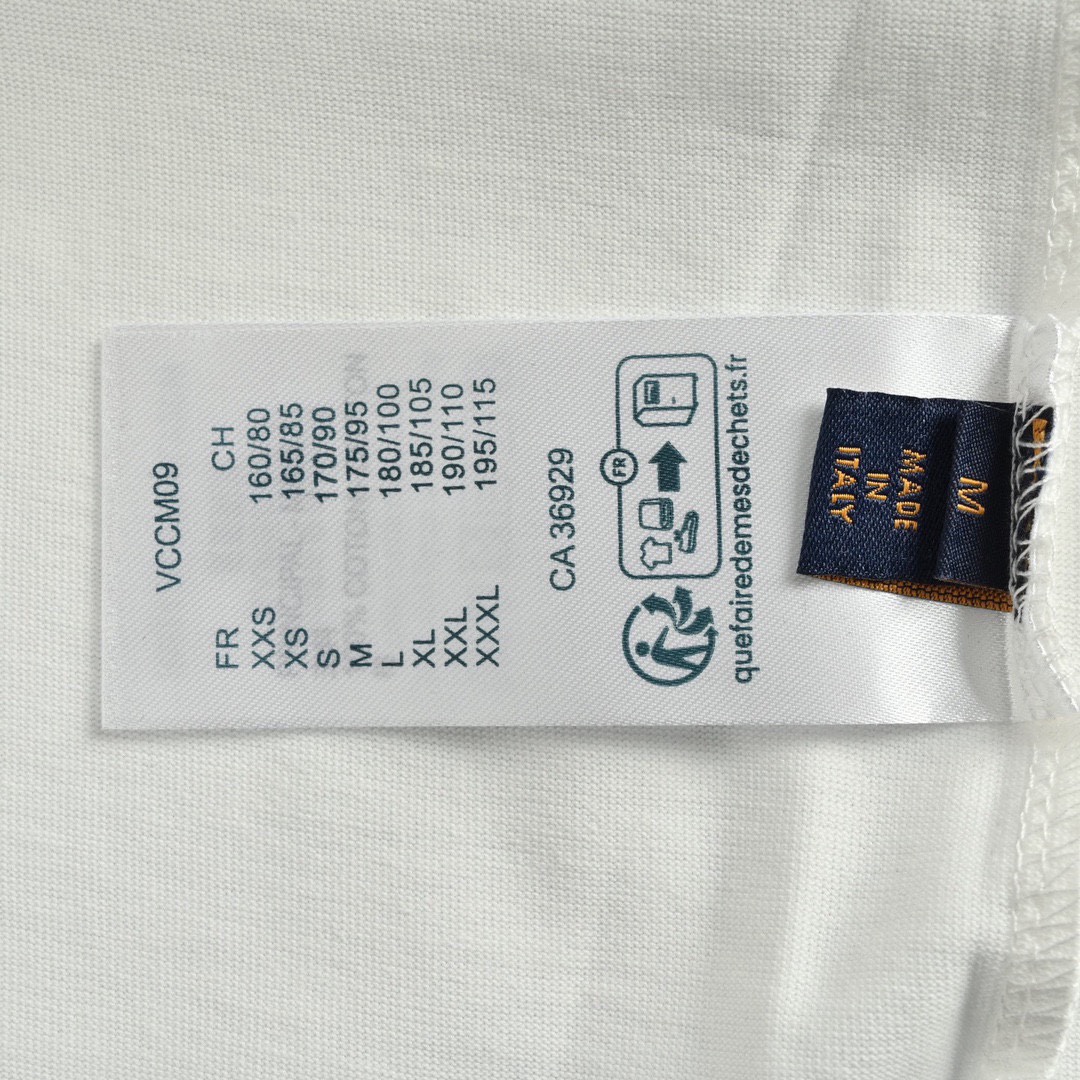 VCCM09
FR CH
XXS 160/80
XS 165/85
S 170/90
M 175/95
L 180/100
XL 185/105
XXL 190/110
XXXL 195/115
CA 36929
FR
quefairedemesdechets.fr
MADE
IN
ITALY
M